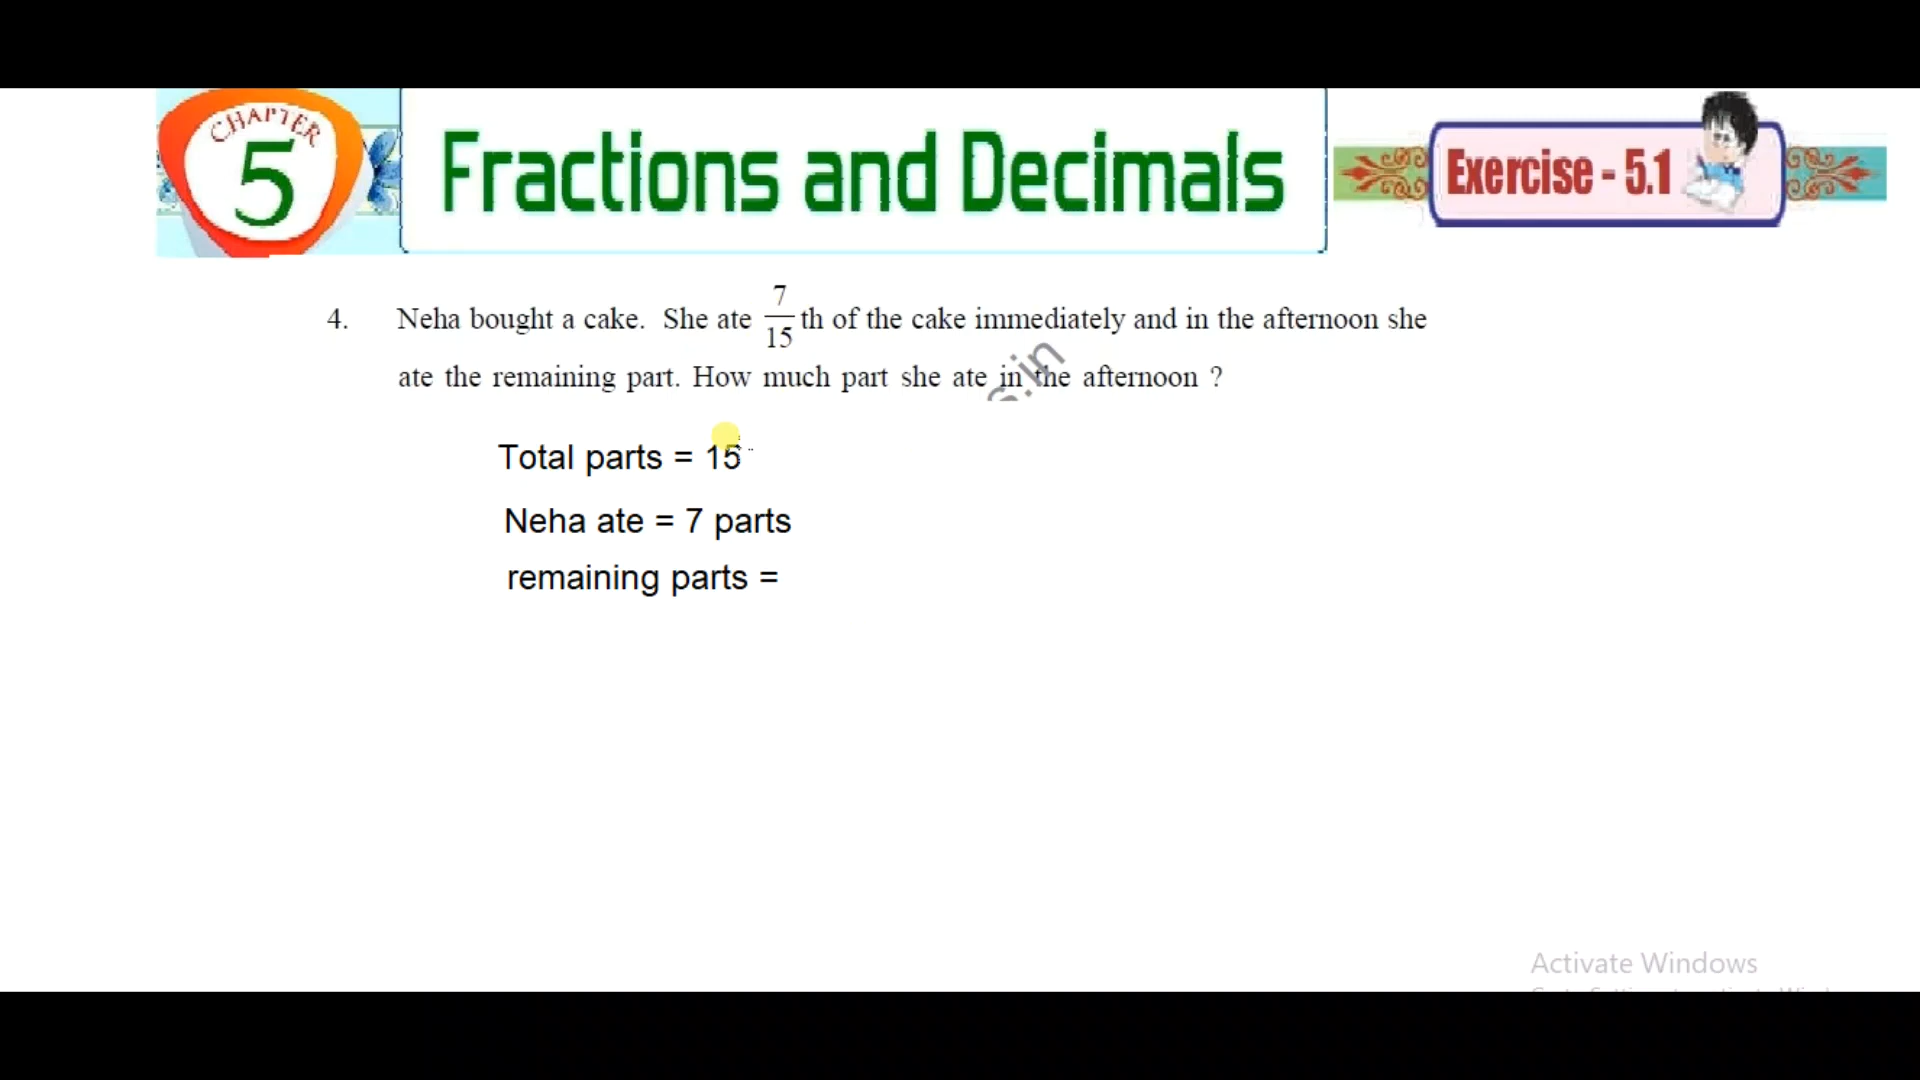 CHAPTER
5
Fractions and Decimals
Exercise - 5.1
4. Neha bought a cake. She ate 7/15 th of the cake immediately and in the afternoon she
ate the remaining part. How much part she ate in the afternoon ?
s.in
Total parts = 15
Neha ate = 7 parts
remaining parts =
Activate Windows